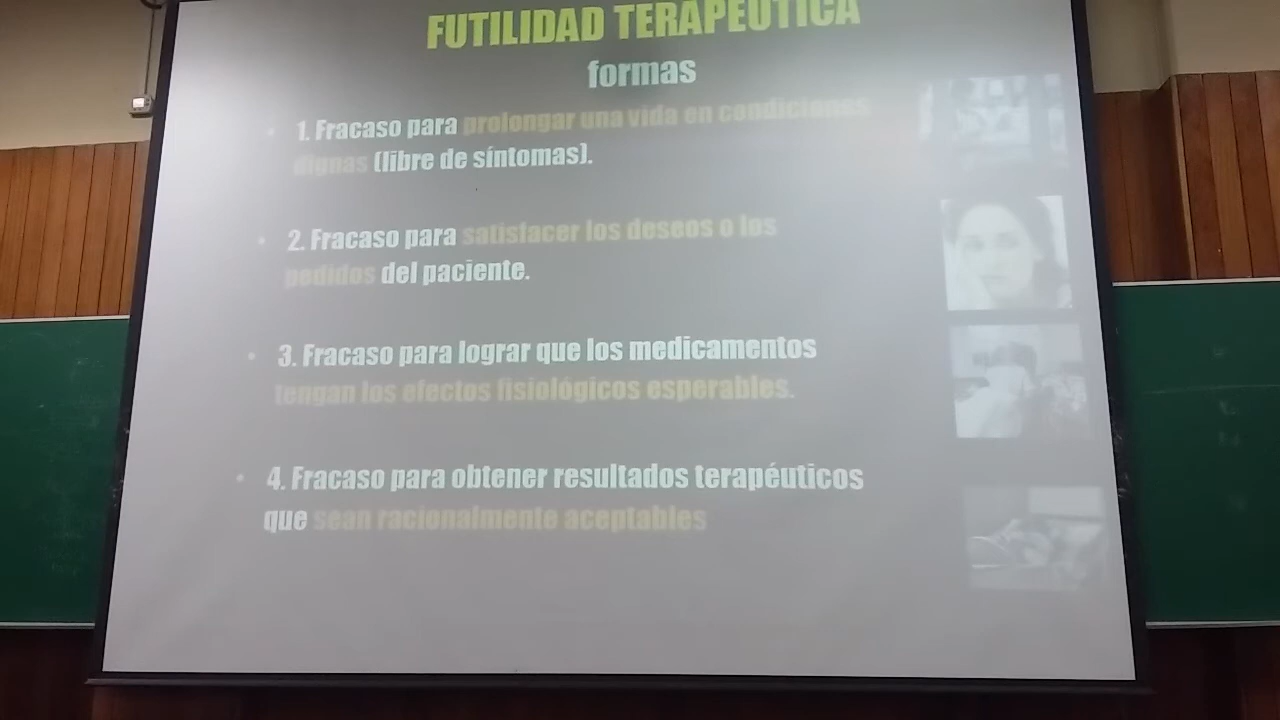 FUTILIDAD TERAPEUTICA
formas
• 1. Fracaso para prolongar una vida en condiciones
dignas (libre de síntomas).
• 2. Fracaso para satisfacer los deseos o los
pedidos del paciente.
• 3. Fracaso para lograr que los medicamentos
tengan los efectos fisiológicos esperables.
• 4. Fracaso para obtener resultados terapéuticos
que sean racionalmente aceptables